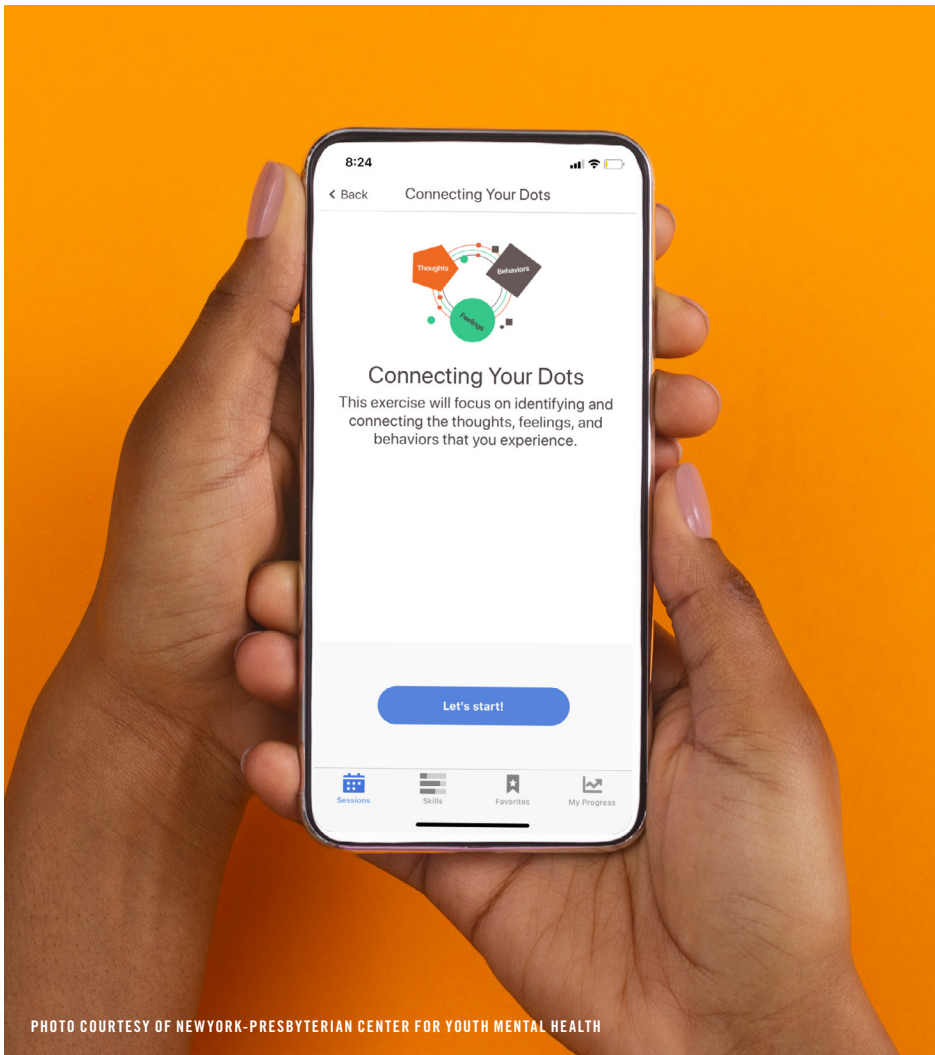 8:24
< Back Connecting Your Dots
Thoughts
Behaviors
Feelings
Connecting Your Dots
This exercise will focus on identifying and
connecting the thoughts, feelings, and
behaviors that you experience.
Let's start!
Sessions Skills Favorites My Progress
PHOTO COURTESY OF NEWYORK-PRESBYTERIAN CENTER FOR YOUTH MENTAL HEALTH